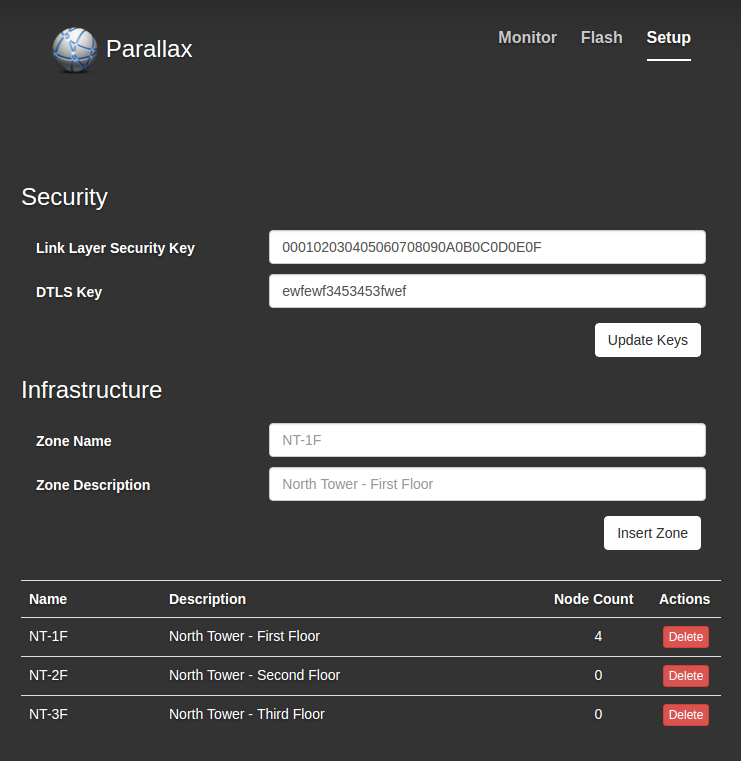 Parallax Monitor Flash Setup
Security
Link Layer Security Key 000102030405060708090A0B0C0D0E0F
DTLS Key ewfewf3453453fwef
Update Keys
Infrastructure
Zone Name NT-1F
Zone Description North Tower - First Floor
Insert Zone
Name Description Node Count Actions
NT-1F North Tower - First Floor 4 Delete
NT-2F North Tower - Second Floor 0 Delete
NT-3F North Tower - Third Floor 0 Delete